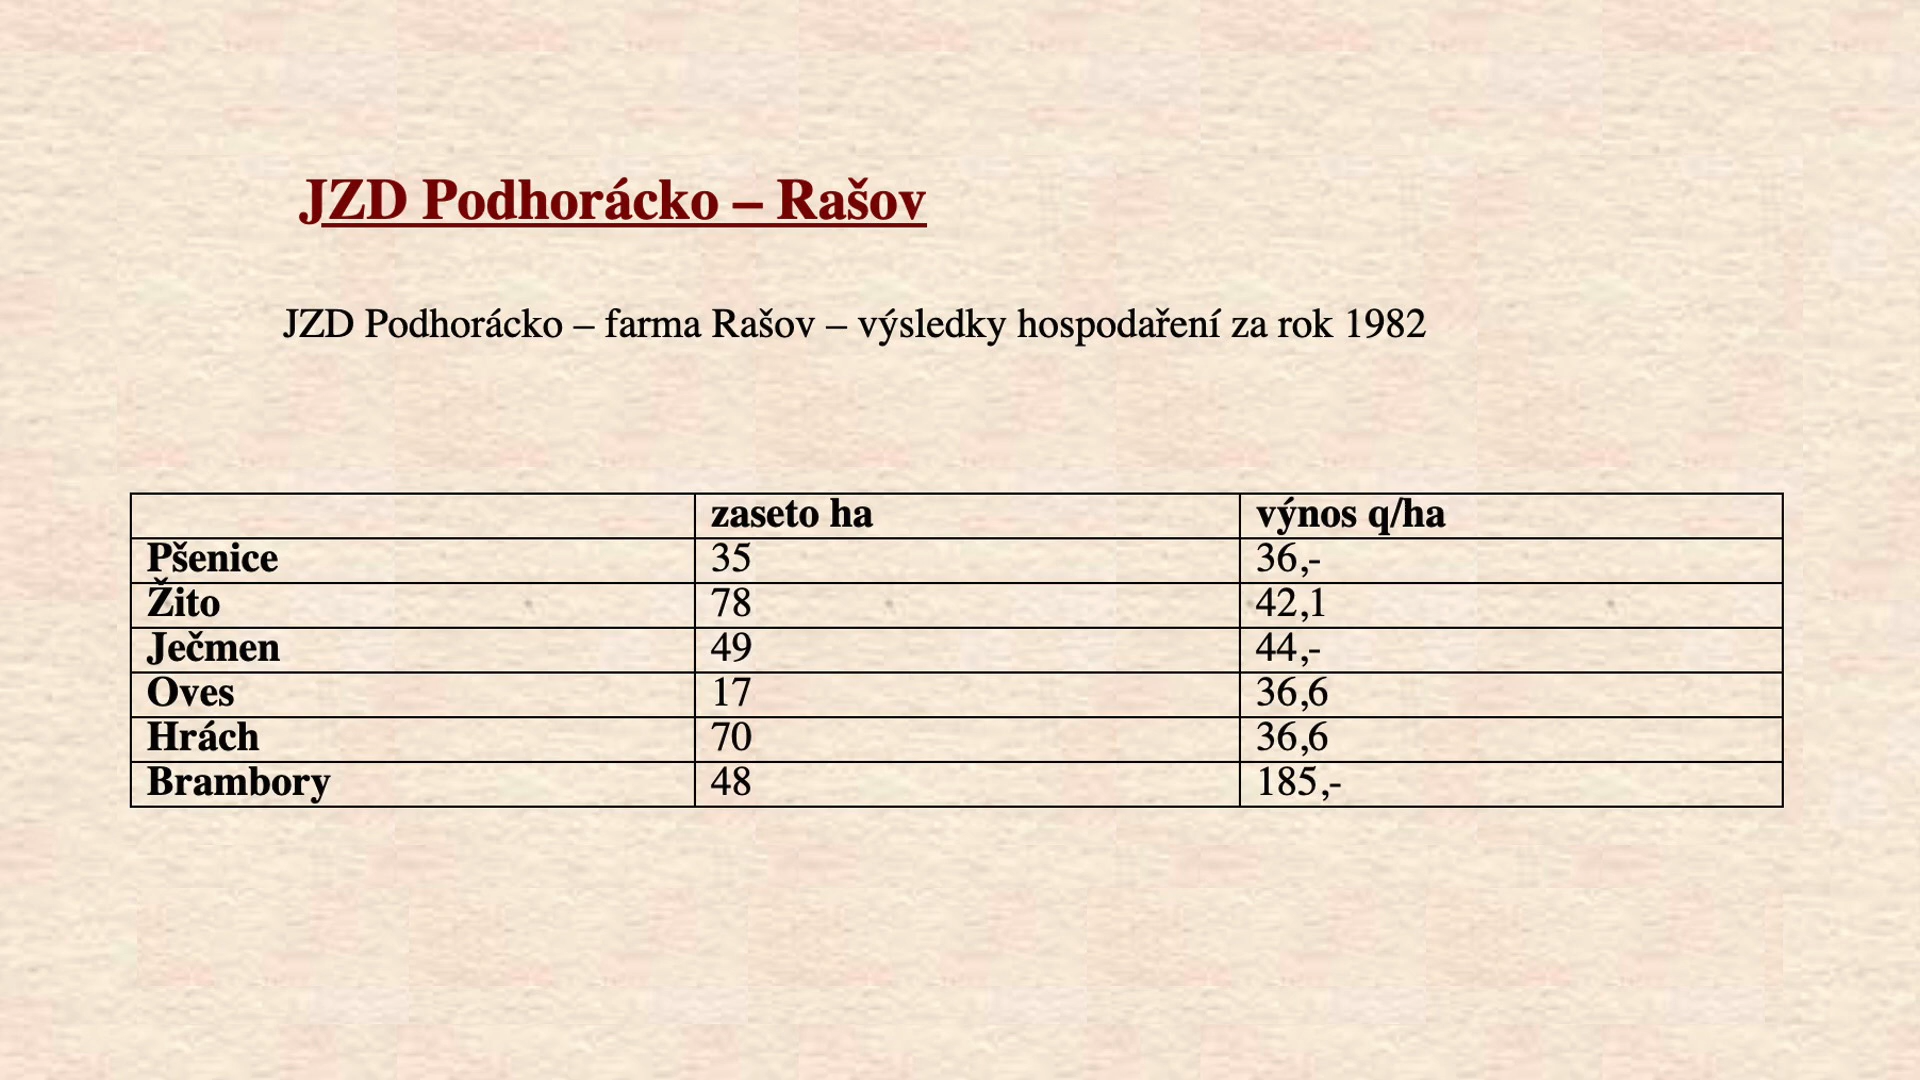 JZD Podhorácko – Rašov
JZD Podhorácko – farma Rašov – výsledky hospodaření za rok 1982
zaseto ha výnos q/ha
Pšenice 35 36,-
Žito 78 42,1
Ječmen 49 44,-
Oves 17 36,6
Hrách 70 36,6
Brambory 48 185,-